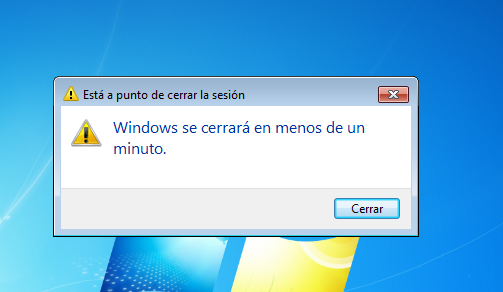 Está a punto de cerrar la sesión
Windows se cerrará en menos de un
minuto.
Cerrar